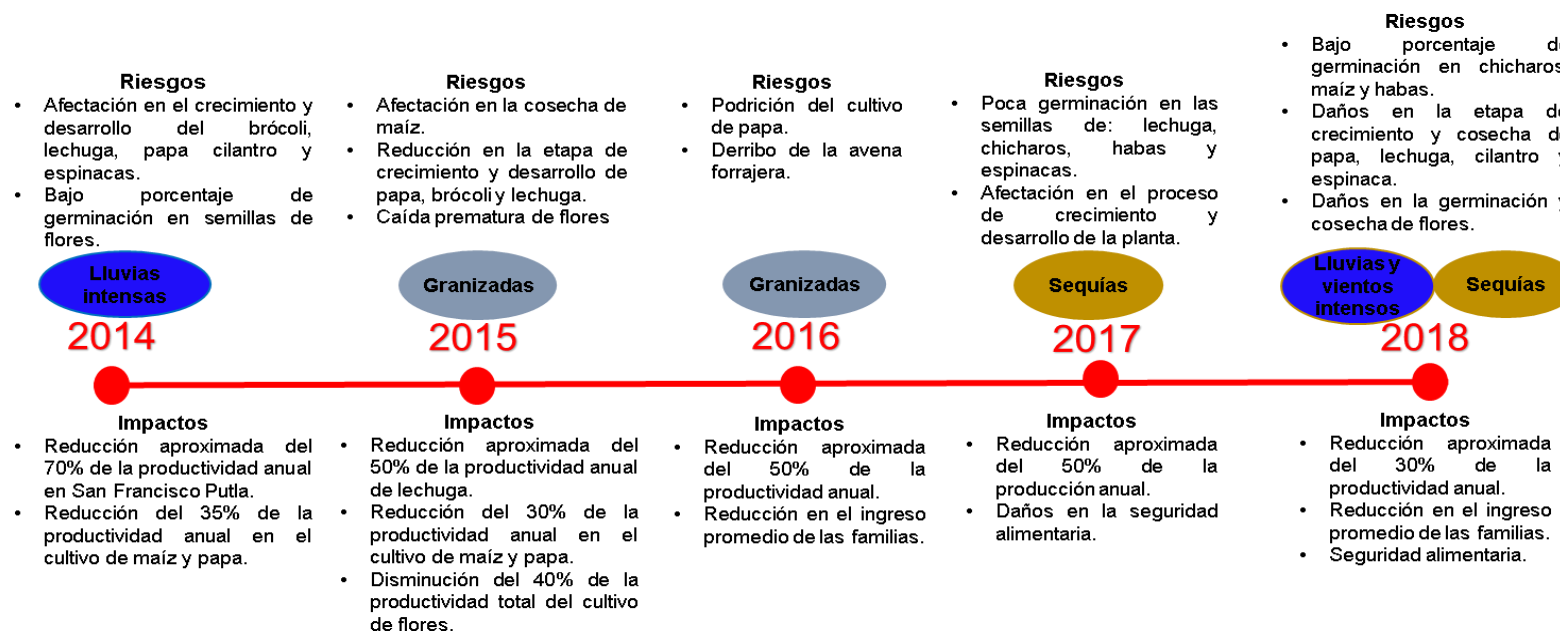 Riesgos
• Afectación en el crecimiento y
desarrollo del brócoli,
lechuga, papa cilantro y
espinacas.
• Bajo porcentaje de
germinación en semillas de
flores.
Lluvias
intensas
2014
Impactos
• Reducción aproximada del
70% de la productividad anual
en San Francisco Putla.
• Reducción del 35% de la
productividad anual en el
cultivo de maíz y papa.
Riesgos
• Afectación en la cosecha de
maíz.
• Reducción en la etapa de
crecimiento y desarrollo de
papa, brócoli y lechuga.
• Caída prematura de flores
Granizadas
2015
Impactos
• Reducción aproximada del
50% de la productividad anual
de lechuga.
• Reducción del 30% de la
productividad anual en el
cultivo de maíz y papa.
• Disminución del 40% de la
productividad total del cultivo
de flores.
Riesgos
• Podrición del cultivo
de papa.
• Derribo de la avena
forrajera.
Granizadas
2016
Impactos
• Reducción aproximada
del 50% de la
productividad anual.
• Reducción en el ingreso
promedio de las familias.
Riesgos
• Poca germinación en las
semillas de: lechuga,
chicharos, habas y
espinacas.
• Afectación en el proceso
de crecimiento y
desarrollo de la planta.
Sequías
2017
Impactos
• Reducción aproximada
del 50% de la
producción anual.
• Daños en la seguridad
alimentaria.
Riesgos
• Bajo porcentaje
germinación en chicharos
maíz y habas.
• Daños en la etapa
crecimiento y cosecha
papa, lechuga, cilantro
espinaca.
• Daños en la germinación
cosecha de flores.
Lluvias y
vientos
intensos
Sequías
2018
Impactos
• Reducción aproximada
del 30% de la
productividad anual.
• Reducción en el ingreso
promedio de las familias.
• Seguridad alimentaria.